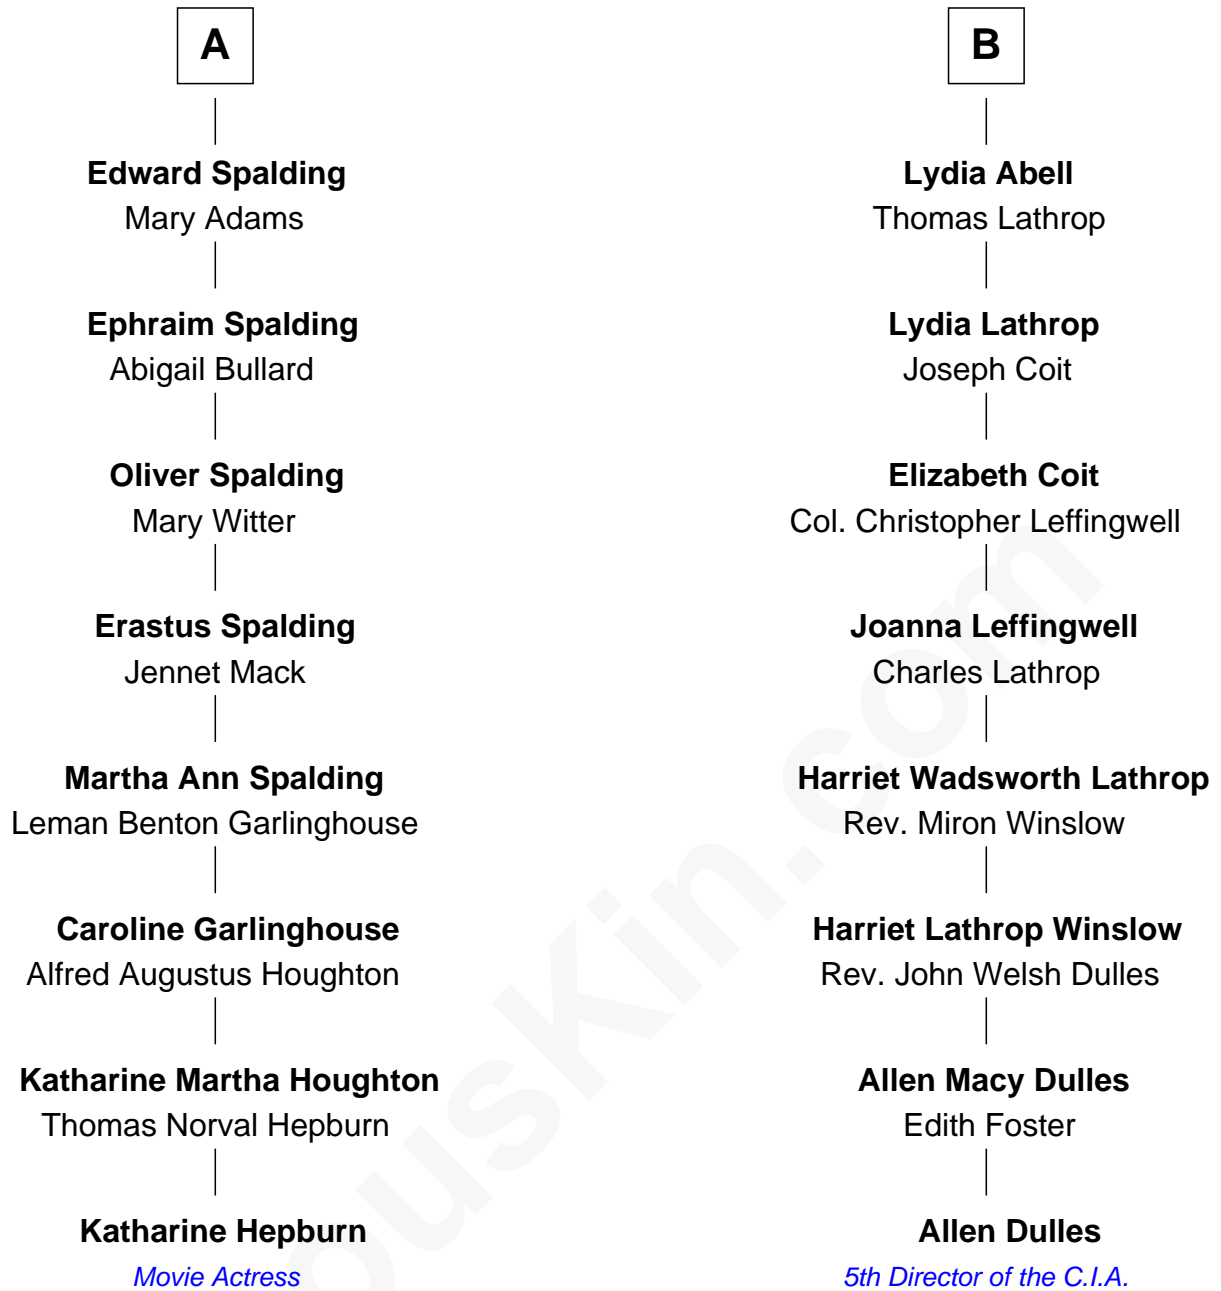 A
Edward Spalding
Mary Adams
Ephraim Spalding
Abigail Bullard
Oliver Spalding
Mary Witter
Erastus Spalding
Jennet Mack
Martha Ann Spalding
Leman Benton Garlinghouse
Caroline Garlinghouse
Alfred Augustus Houghton
Katharine Martha Houghton
Thomas Norval Hepburn
Katharine Hepburn
Movie Actress
B
Lydia Abell
Thomas Lathrop
Lydia Lathrop
Joseph Coit
Elizabeth Coit
Col. Christopher Leffingwell
Joanna Leffingwell
Charles Lathrop
Harriet Wadsworth Lathrop
Rev. Miron Winslow
Harriet Lathrop Winslow
Rev. John Welsh Dulles
Allen Macy Dulles
Edith Foster
Allen Dulles
5th Director of the C.I.A.
ousKin.com